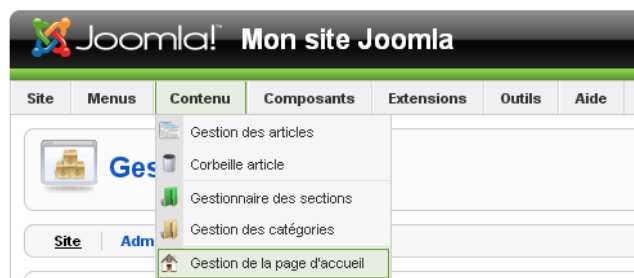 Joomla!™ Mon site Joomla
Site Menus Contenu Composants Extensions Outils Aide
Gestion des articles
Corbeille article
Ges
Gestionnaire des sections
Gestion des catégories
Site Adm
Gestion de la page d'accueil